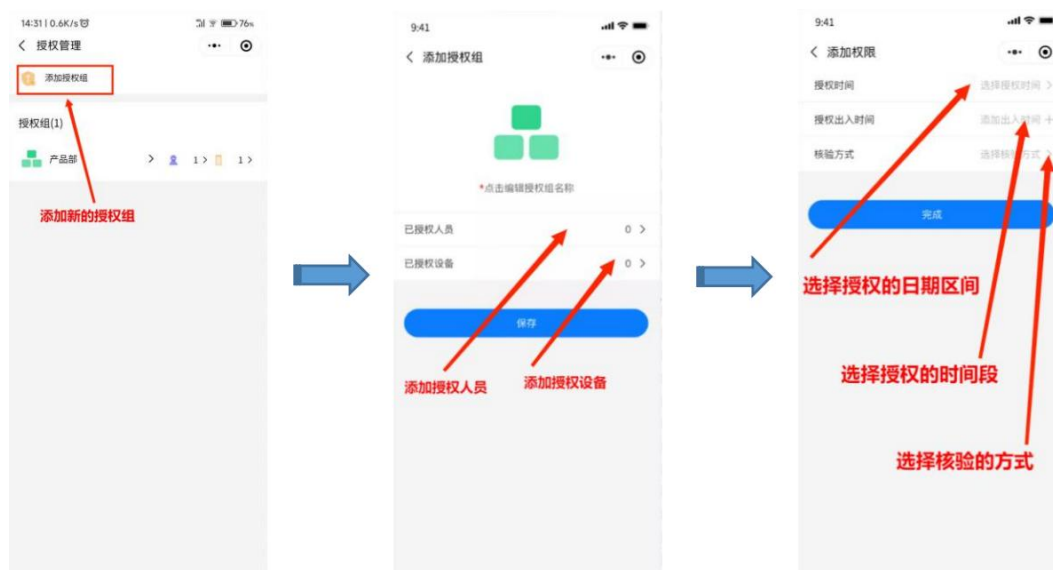 14:31 | 0.6K/s 76%
授权管理
添加授权组
授权组(1)
产品部 > 1 > 1 >
添加新的授权组
9:41
添加授权组
*点击编辑授权组名称
已授权人员 0 >
已授权设备 0 >
保存
添加授权人员
添加授权设备
9:41
添加权限
授权时间 选择授权时间 >
授权出入时间 添加出入时间 +
核验方式 选择核验方式 >
完成
选择授权的日期区间
选择授权的时间段
选择核验的方式